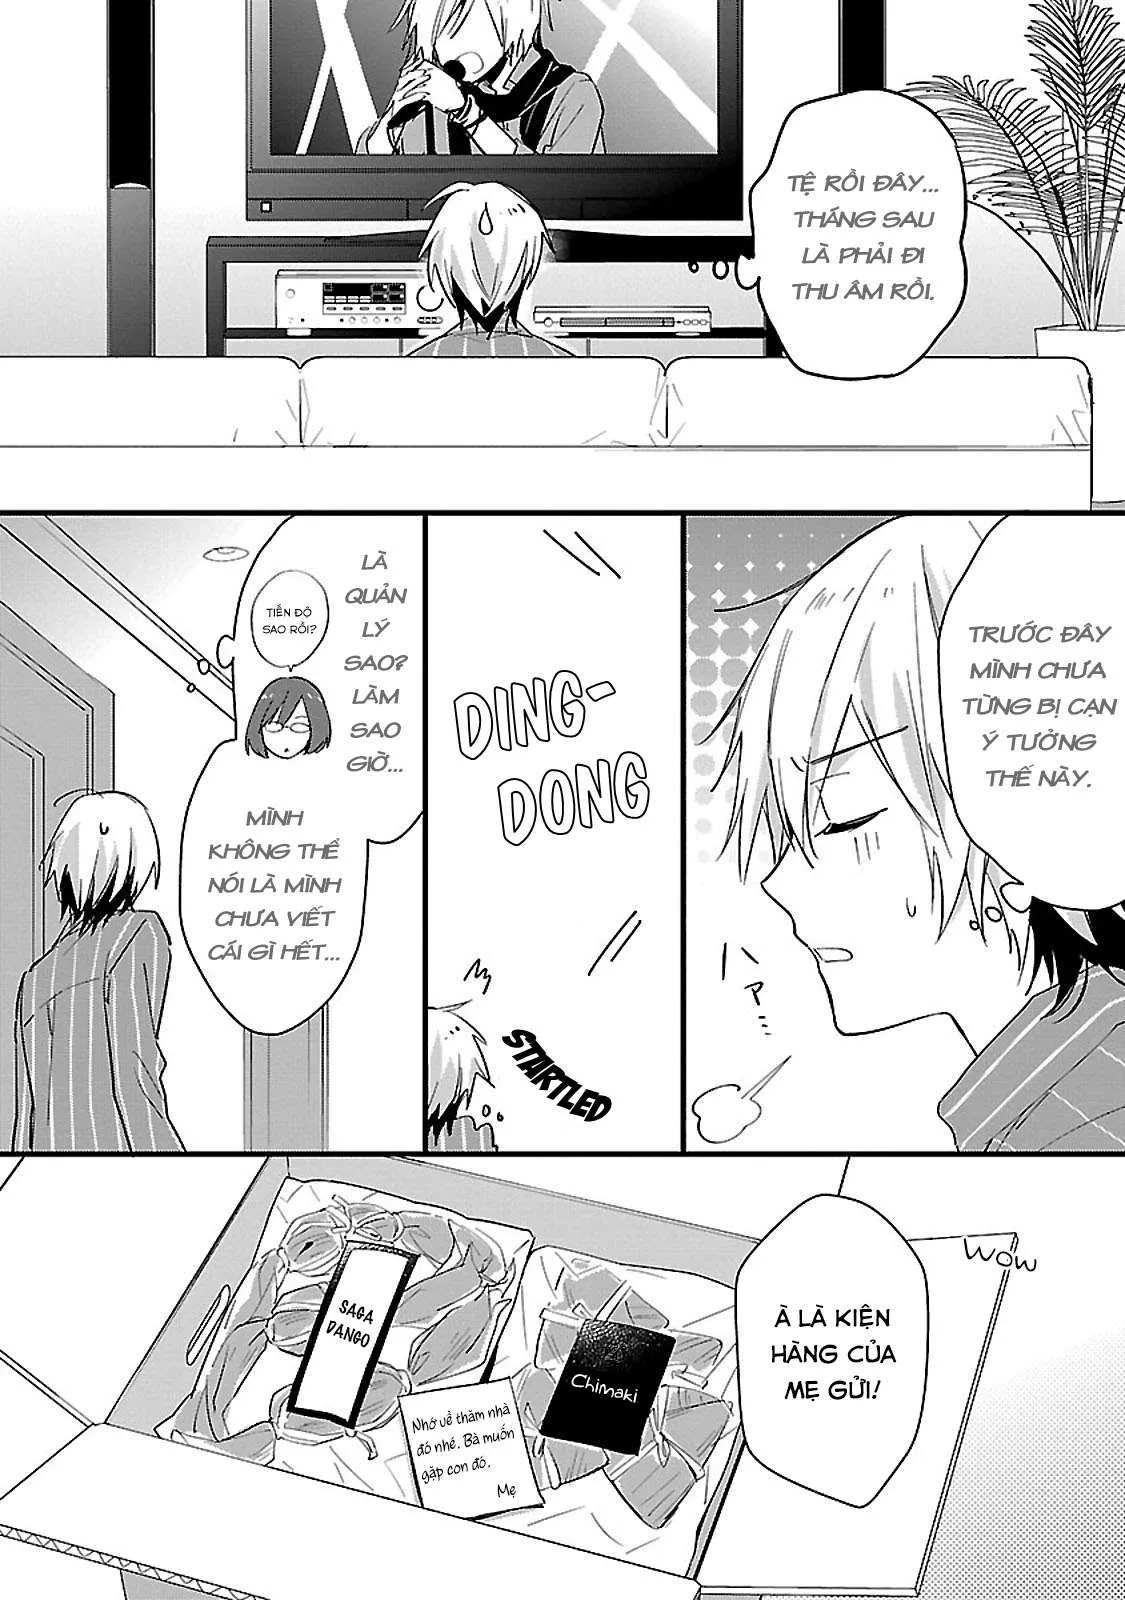 TỆ RỒI ĐÂY...
THÁNG SAU
LÀ PHẢI ĐI
THU ÂM RỒI.
TRƯỚC ĐÂY
MÌNH CHƯA
TỪNG BỊ CẠN
Ý TƯỞNG
THẾ NÀY.
ハァ...
DING-
DONG
STARTLED
LÀ
QUẢN
LÝ
SAO?
LÀM
SAO
GIỜ...
TIẾN ĐỘ
SAO RỒI?
MÌNH
KHÔNG THỂ
NÓI LÀ MÌNH
CHƯA VIẾT
CÁI GÌ HẾT...
WOW
À LÀ KIỆN
HÀNG CỦA
MẸ GỬI!
SAGA
DANGO
Chimaki
Nhớ về thăm nhà
đó nhé. Bà muốn
gặp con đó.
Mẹ